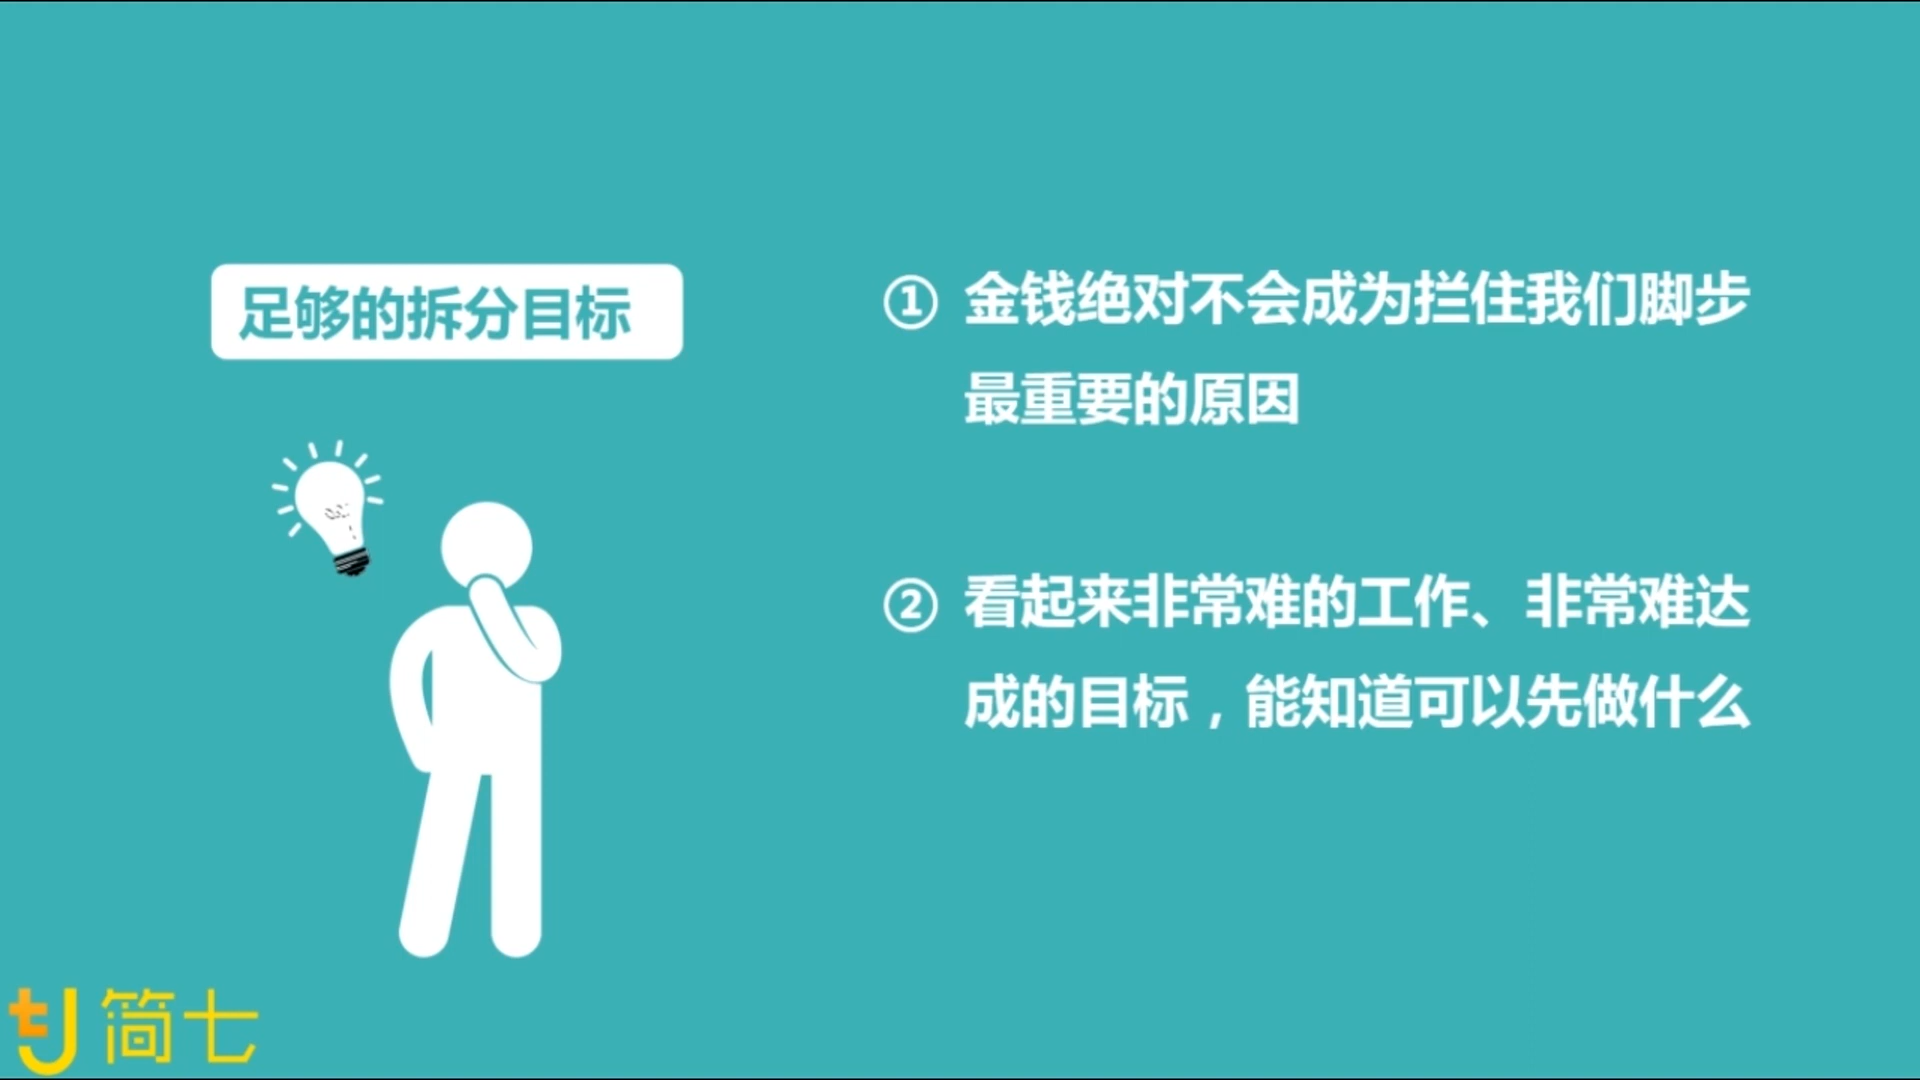 足够的拆分目标
① 金钱绝对不会成为拦住我们脚步
最重要的原因
② 看起来非常难的工作、非常难达
成的目标，能知道可以先做什么
简七